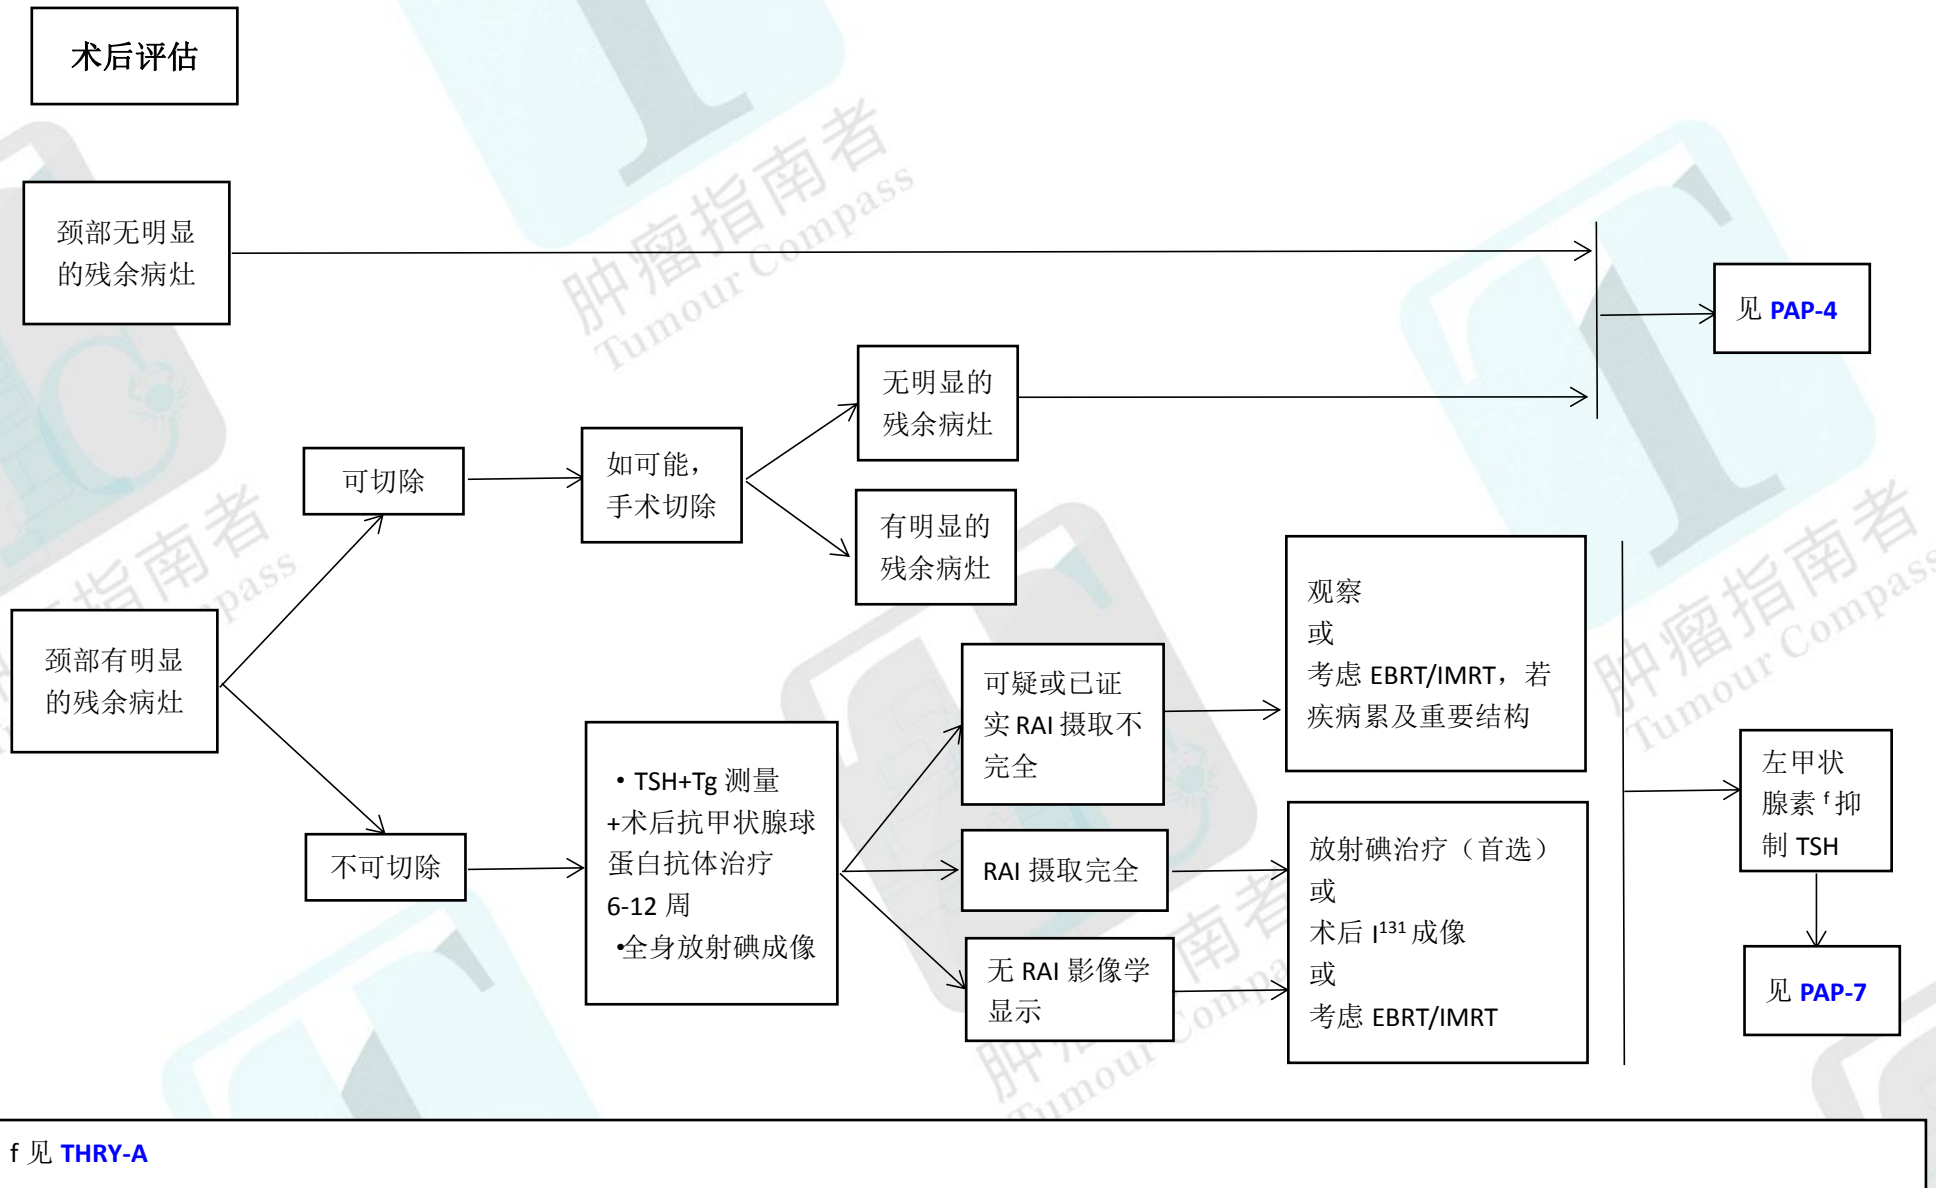 术后评估
颈部无明显
的残余病灶
见 PAP-4
无明显的
残余病灶
可切除
如可能，
手术切除
有明显的
残余病灶
颈部有明显
的残余病灶
不可切除
• TSH+Tg 测量
+术后抗甲状腺球
蛋白抗体治疗
6-12 周
•全身放射碘成像
可疑或已证
实 RAI 摄取不
完全
RAI 摄取完全
无 RAI 影像学
显示
观察
或
考虑 EBRT/IMRT，若
疾病累及重要结构
放射碘治疗（首选）
或
术后 I¹³¹ 成像
或
考虑 EBRT/IMRT
左甲状
腺素 ᶠ 抑
制 TSH
见 PAP-7
f 见 THRY-A
肿瘤指南者
Tumour Compass
肿瘤指南者
Tumour Compass